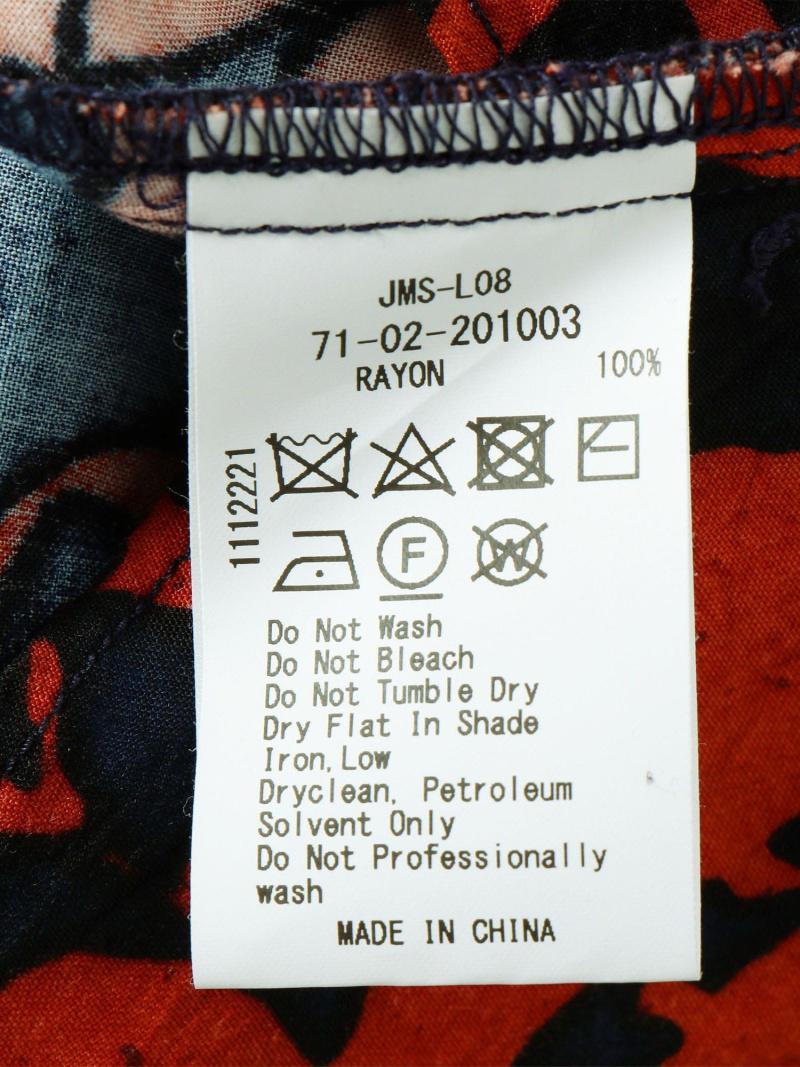 JMS-L08
71-02-201003
RAYON 100%
1112221
F
W
Do Not Wash
Do Not Bleach
Do Not Tumble Dry
Dry Flat In Shade
Iron,Low
Dryclean, Petroleum
Solvent Only
Do Not Professionally
wash
MADE IN CHINA